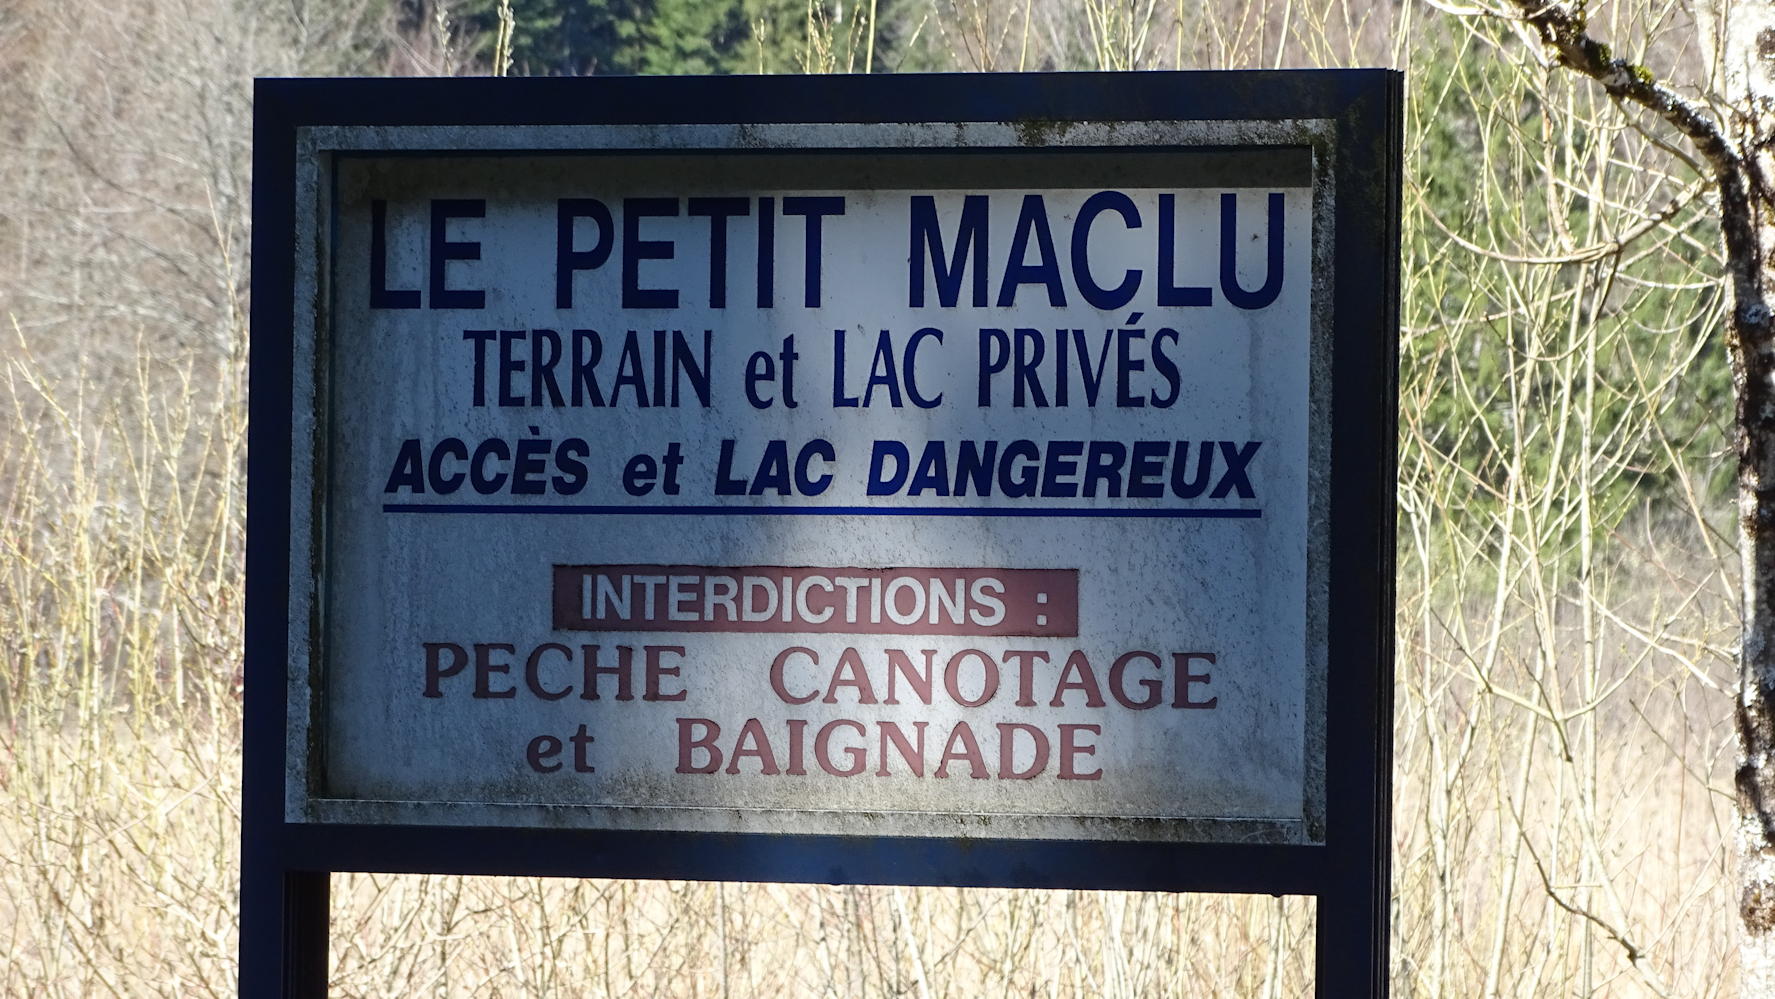 LE PETIT MACLU
TERRAIN et LAC PRIVÉS
ACCÈS et LAC DANGEREUX
INTERDICTIONS :
PECHE CANOTAGE
et BAIGNADE